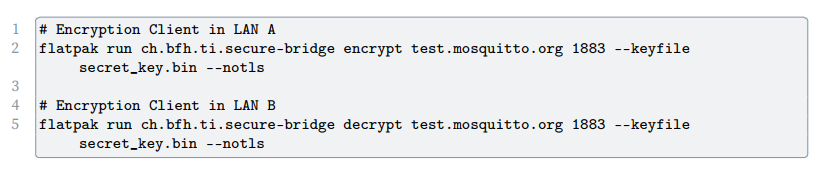 1 # Encryption Client in LAN A
2 flatpak run ch.bfh.ti.secure-bridge encrypt test.mosquitto.org 1883 --keyfile
secret_key.bin --notls
3
4 # Encryption Client in LAN B
5 flatpak run ch.bfh.ti.secure-bridge decrypt test.mosquitto.org 1883 --keyfile
secret_key.bin --notls